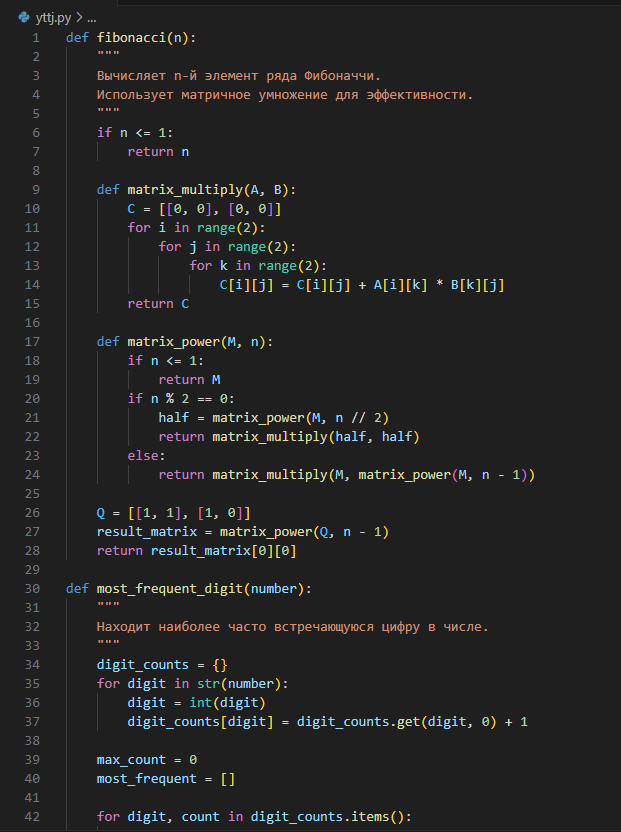 yttj.py > ...
1 def fibonacci(n):
2     """
3     Вычисляет n-й элемент ряда Фибоначчи.
4     Использует матричное умножение для эффективности.
5     """
6     if n <= 1:
7         return n
8
9     def matrix_multiply(A, B):
10         C = [[0, 0], [0, 0]]
11         for i in range(2):
12             for j in range(2):
13                 for k in range(2):
14                     C[i][j] = C[i][j] + A[i][k] * B[k][j]
15         return C
16
17     def matrix_power(M, n):
18         if n <= 1:
19             return M
20         if n % 2 == 0:
21             half = matrix_power(M, n // 2)
22             return matrix_multiply(half, half)
23         else:
24             return matrix_multiply(M, matrix_power(M, n - 1))
25
26     Q = [[1, 1], [1, 0]]
27     result_matrix = matrix_power(Q, n - 1)
28     return result_matrix[0][0]
29
30 def most_frequent_digit(number):
31     """
32     Находит наиболее часто встречающуюся цифру в числе.
33     """
34     digit_counts = {}
35     for digit in str(number):
36         digit = int(digit)
37         digit_counts[digit] = digit_counts.get(digit, 0) + 1
38
39     max_count = 0
40     most_frequent = []
41
42     for digit, count in digit_counts.items():